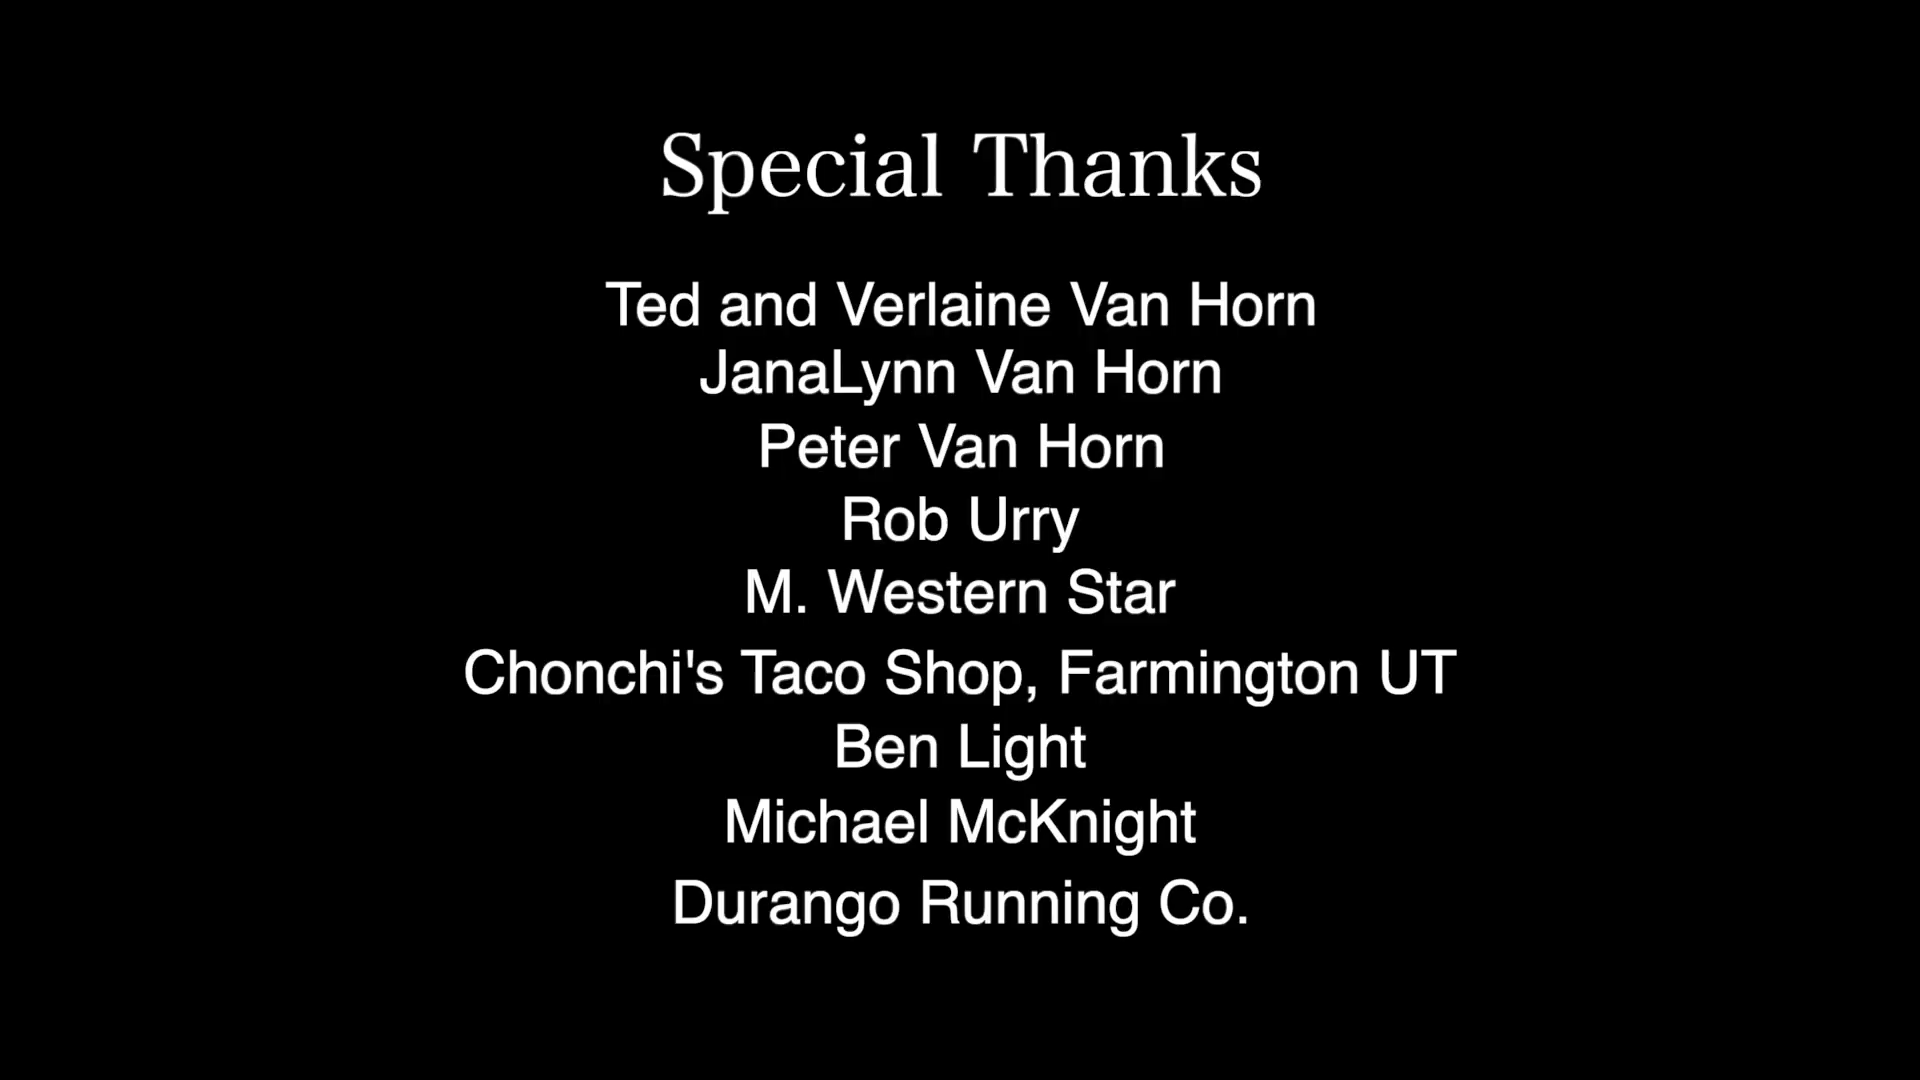 Special Thanks
Ted and Verlaine Van Horn
JanaLynn Van Horn
Peter Van Horn
Rob Urry
M. Western Star
Chonchi's Taco Shop, Farmington UT
Ben Light
Michael McKnight
Durango Running Co.